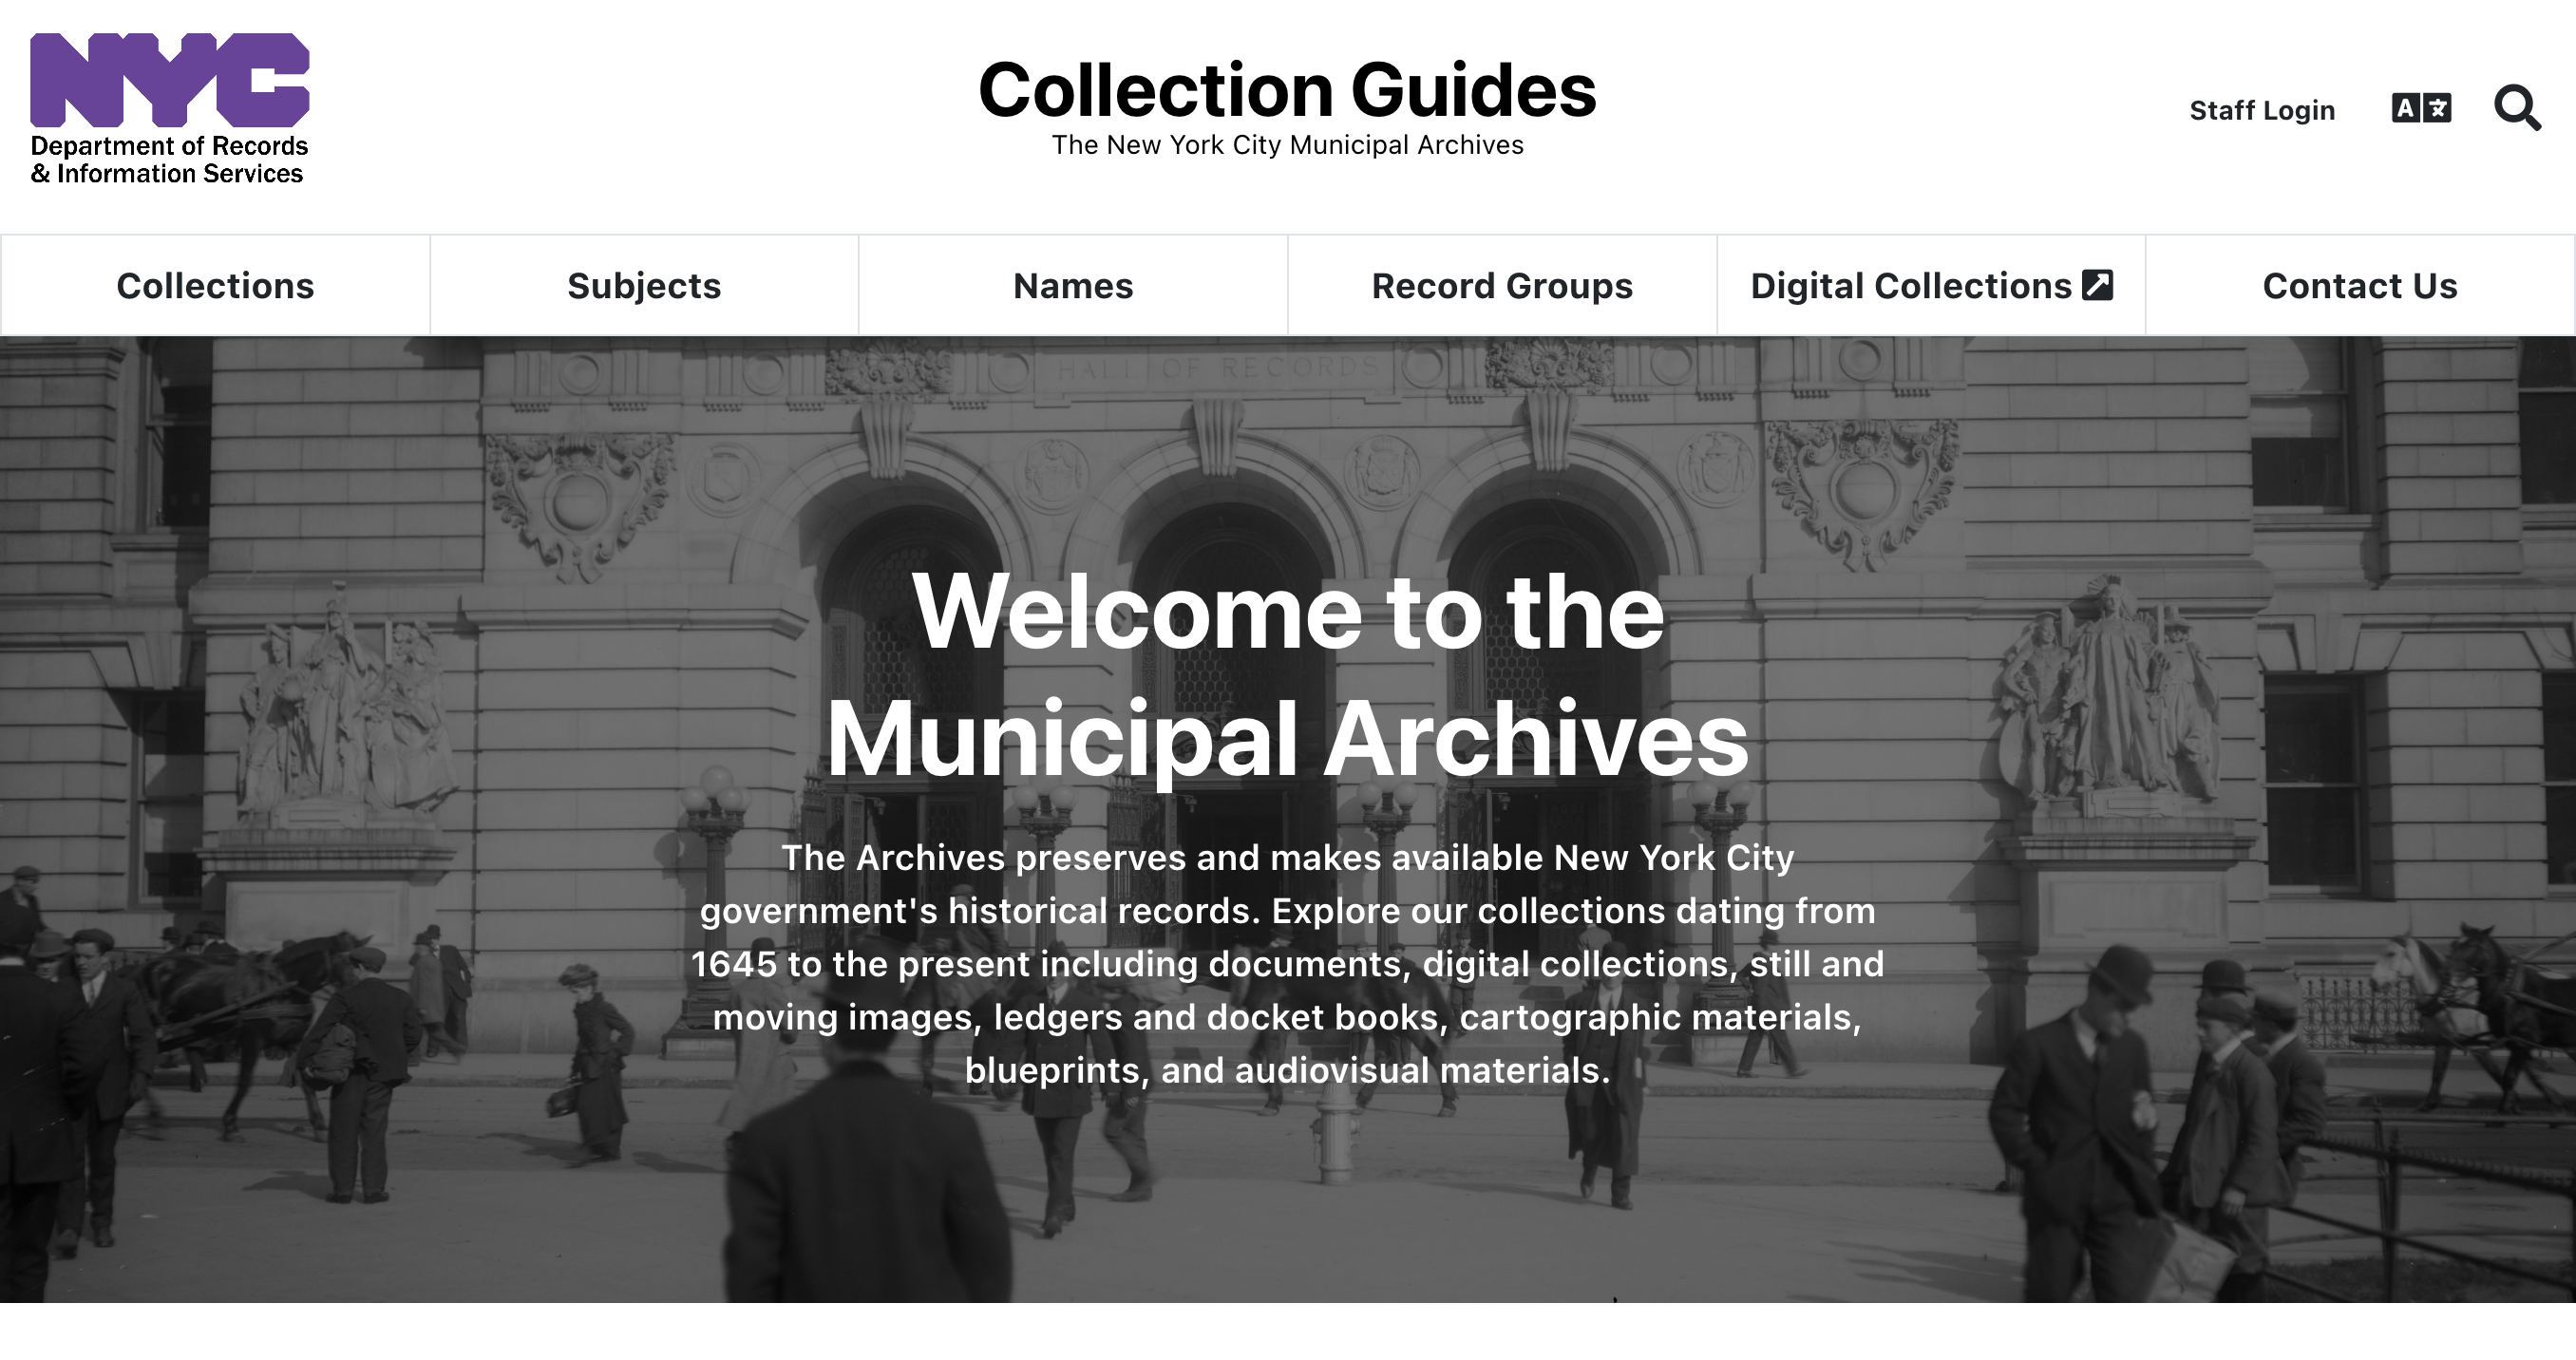 NYC
Department of Records
& Information Services
Collection Guides
The New York City Municipal Archives
Staff Login
A 文
Collections
Subjects
Names
Record Groups
Digital Collections
Contact Us
HALL OF RECORDS
Welcome to the
Municipal Archives
The Archives preserves and makes available New York City
government's historical records. Explore our collections dating from
1645 to the present including documents, digital collections, still and
moving images, ledgers and docket books, cartographic materials,
blueprints, and audiovisual materials.